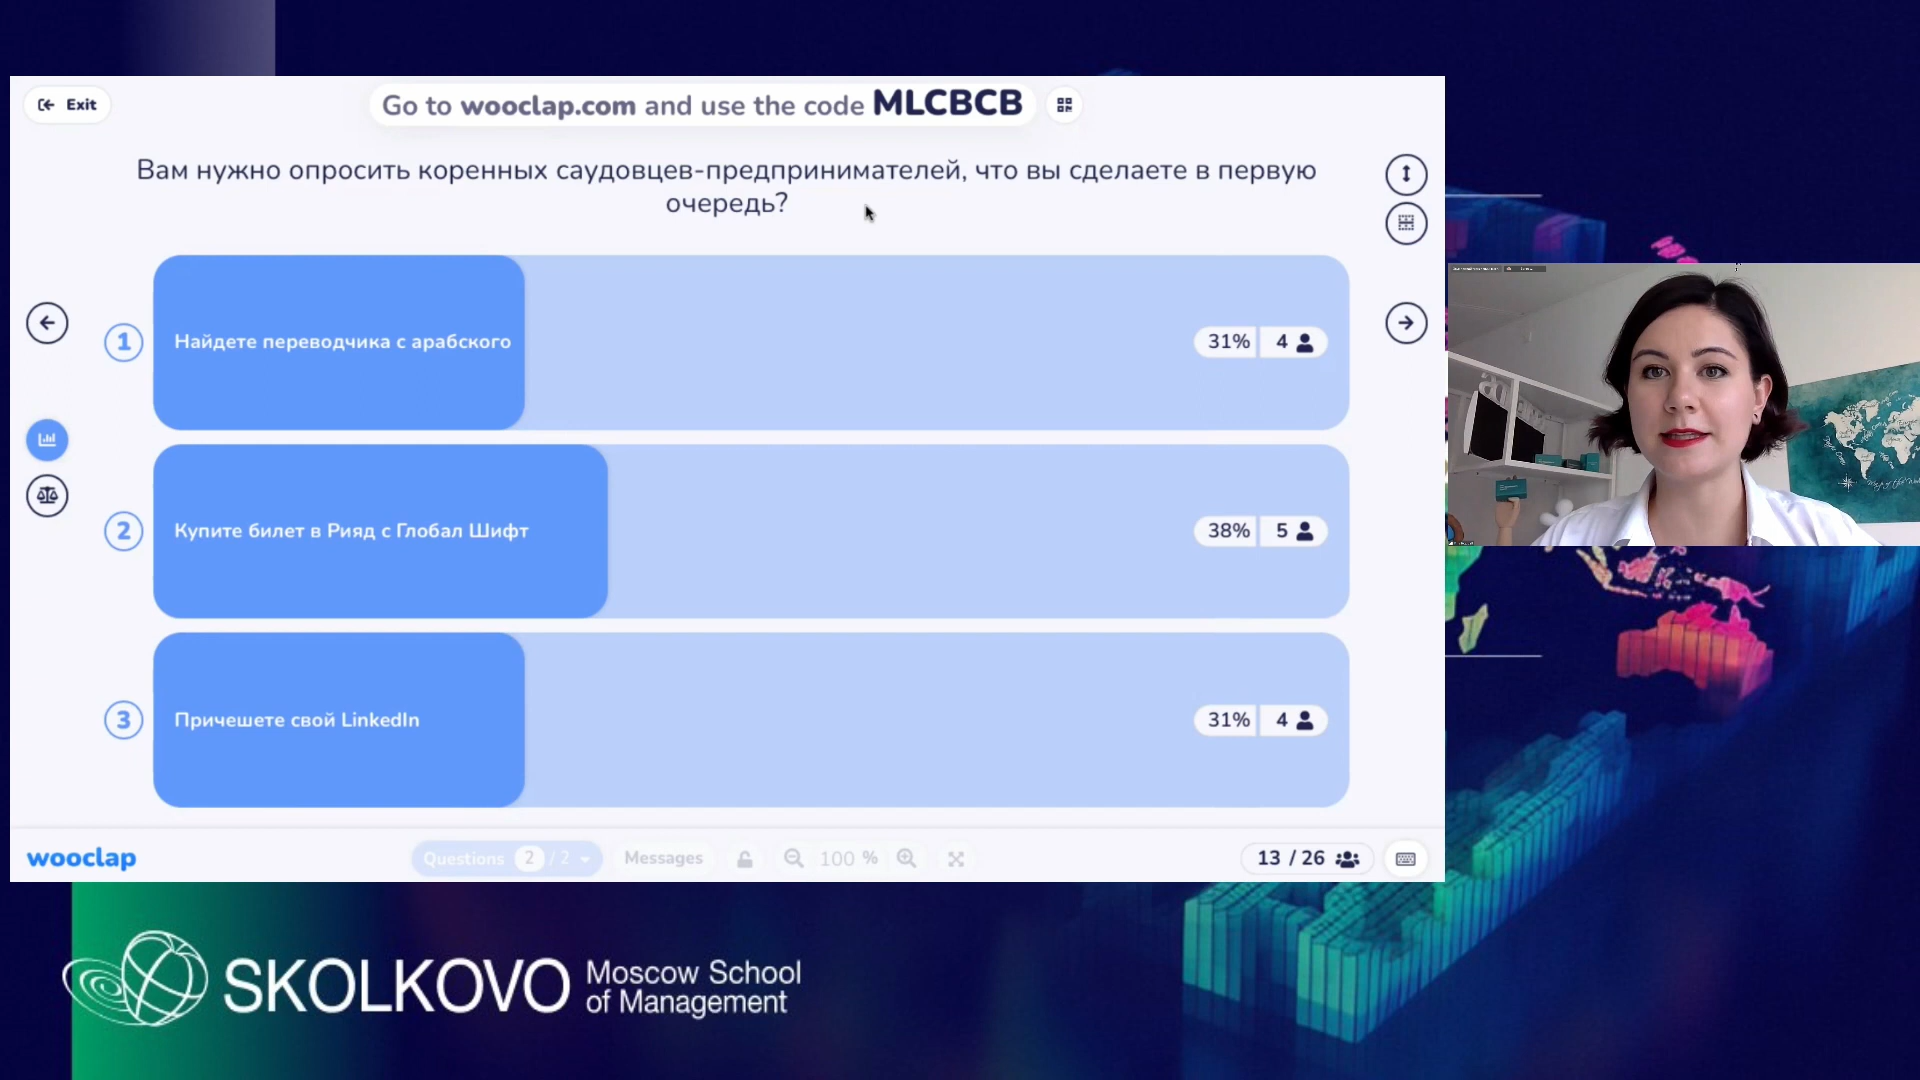 Exit
Go to wooclap.com and use the code MLCBCB
Вам нужно опросить коренных саудовцев-предпринимателей, что вы сделаете в первую
очередь?
1 Найдете переводчика с арабского 31% 4
2 Купите билет в Рияд с Глобал Шифт 38% 5
3 Причешете свой LinkedIn 31% 4
wooclap Questions 2 / 2 Messages 100 % 13 / 26
SKOLKOVO
Moscow School
of Management